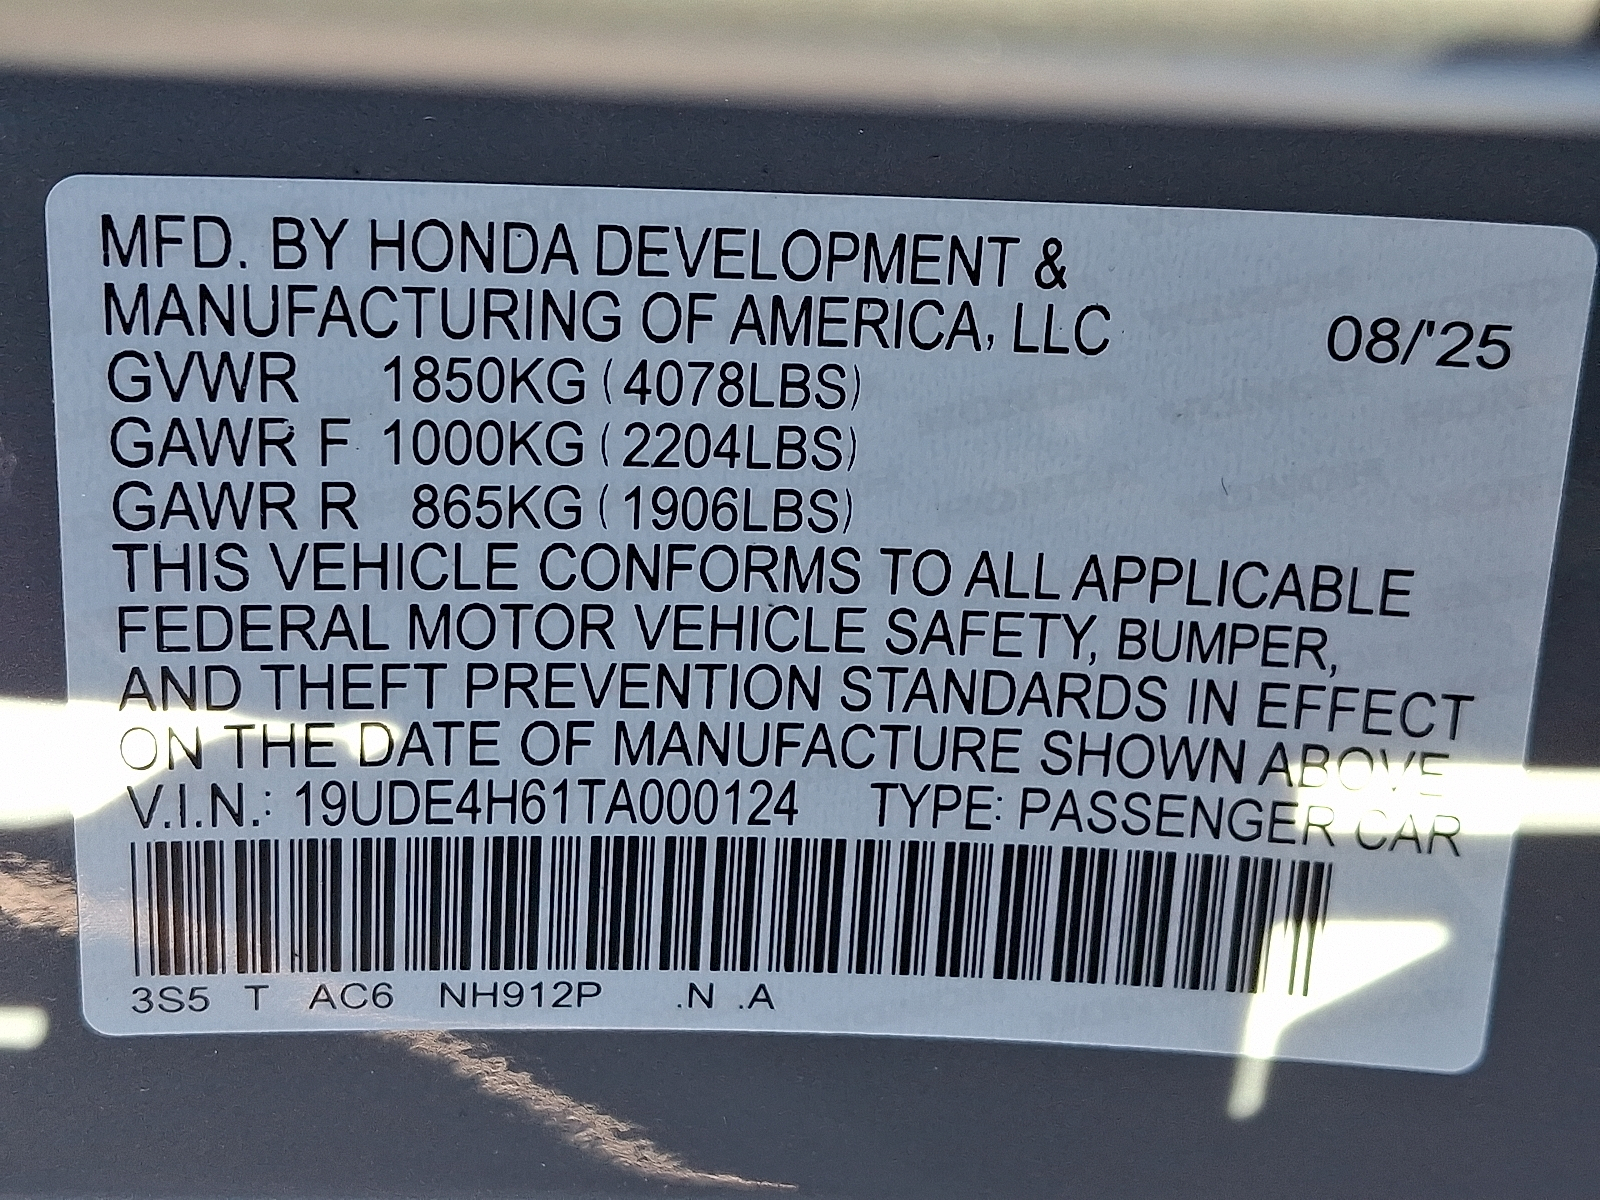 MFD. BY HONDA DEVELOPMENT &
MANUFACTURING OF AMERICA, LLC 08/'25
GVWR 1850KG (4078LBS)
GAWR F 1000KG (2204LBS)
GAWR R 865KG (1906LBS)
THIS VEHICLE CONFORMS TO ALL APPLICABLE
FEDERAL MOTOR VEHICLE SAFETY, BUMPER,
AND THEFT PREVENTION STANDARDS IN EFFECT
ON THE DATE OF MANUFACTURE SHOWN ABOVE
V.I.N.: 19UDE4H61TA000124 TYPE: PASSENGER CAR
3S5 T AC6 NH912P .N .A